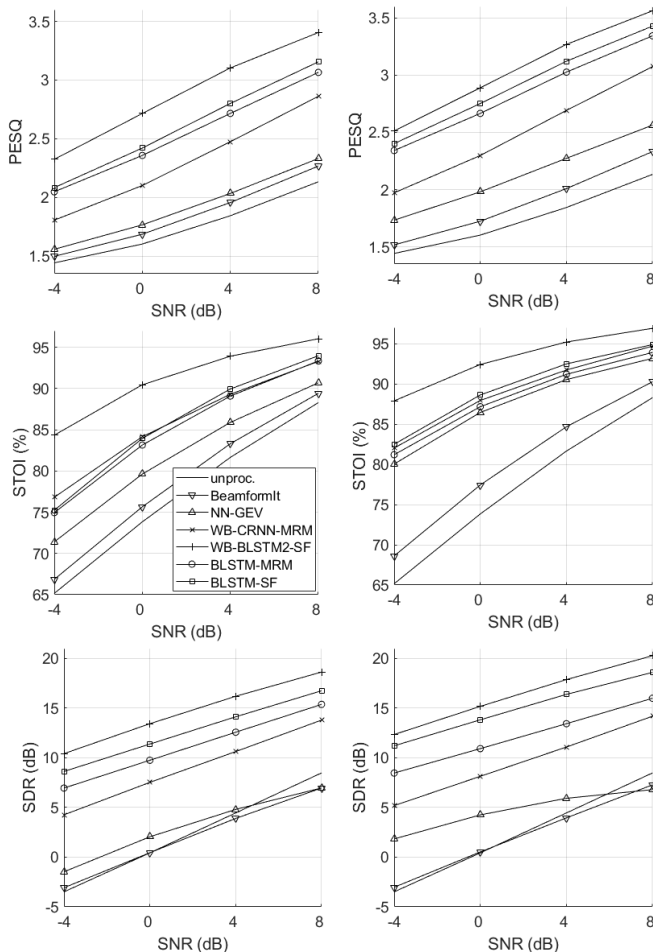 3.5
3
2.5
2
1.5
PESQ
-4 0 4 8
SNR (dB)
3.5
3
2.5
2
1.5
PESQ
-4 0 4 8
SNR (dB)
95
90
85
80
75
70
65
STOI (%)
unproc.
BeamformIt
NN-GEV
WB-CRNN-MRM
WB-BLSTM2-SF
BLSTM-MRM
BLSTM-SF
-4 0 4 8
SNR (dB)
95
90
85
80
75
70
65
STOI (%)
-4 0 4 8
SNR (dB)
20
15
10
5
0
-5
SDR (dB)
-4 0 4 8
SNR (dB)
20
15
10
5
0
-5
SDR (dB)
-4 0 4 8
SNR (dB)